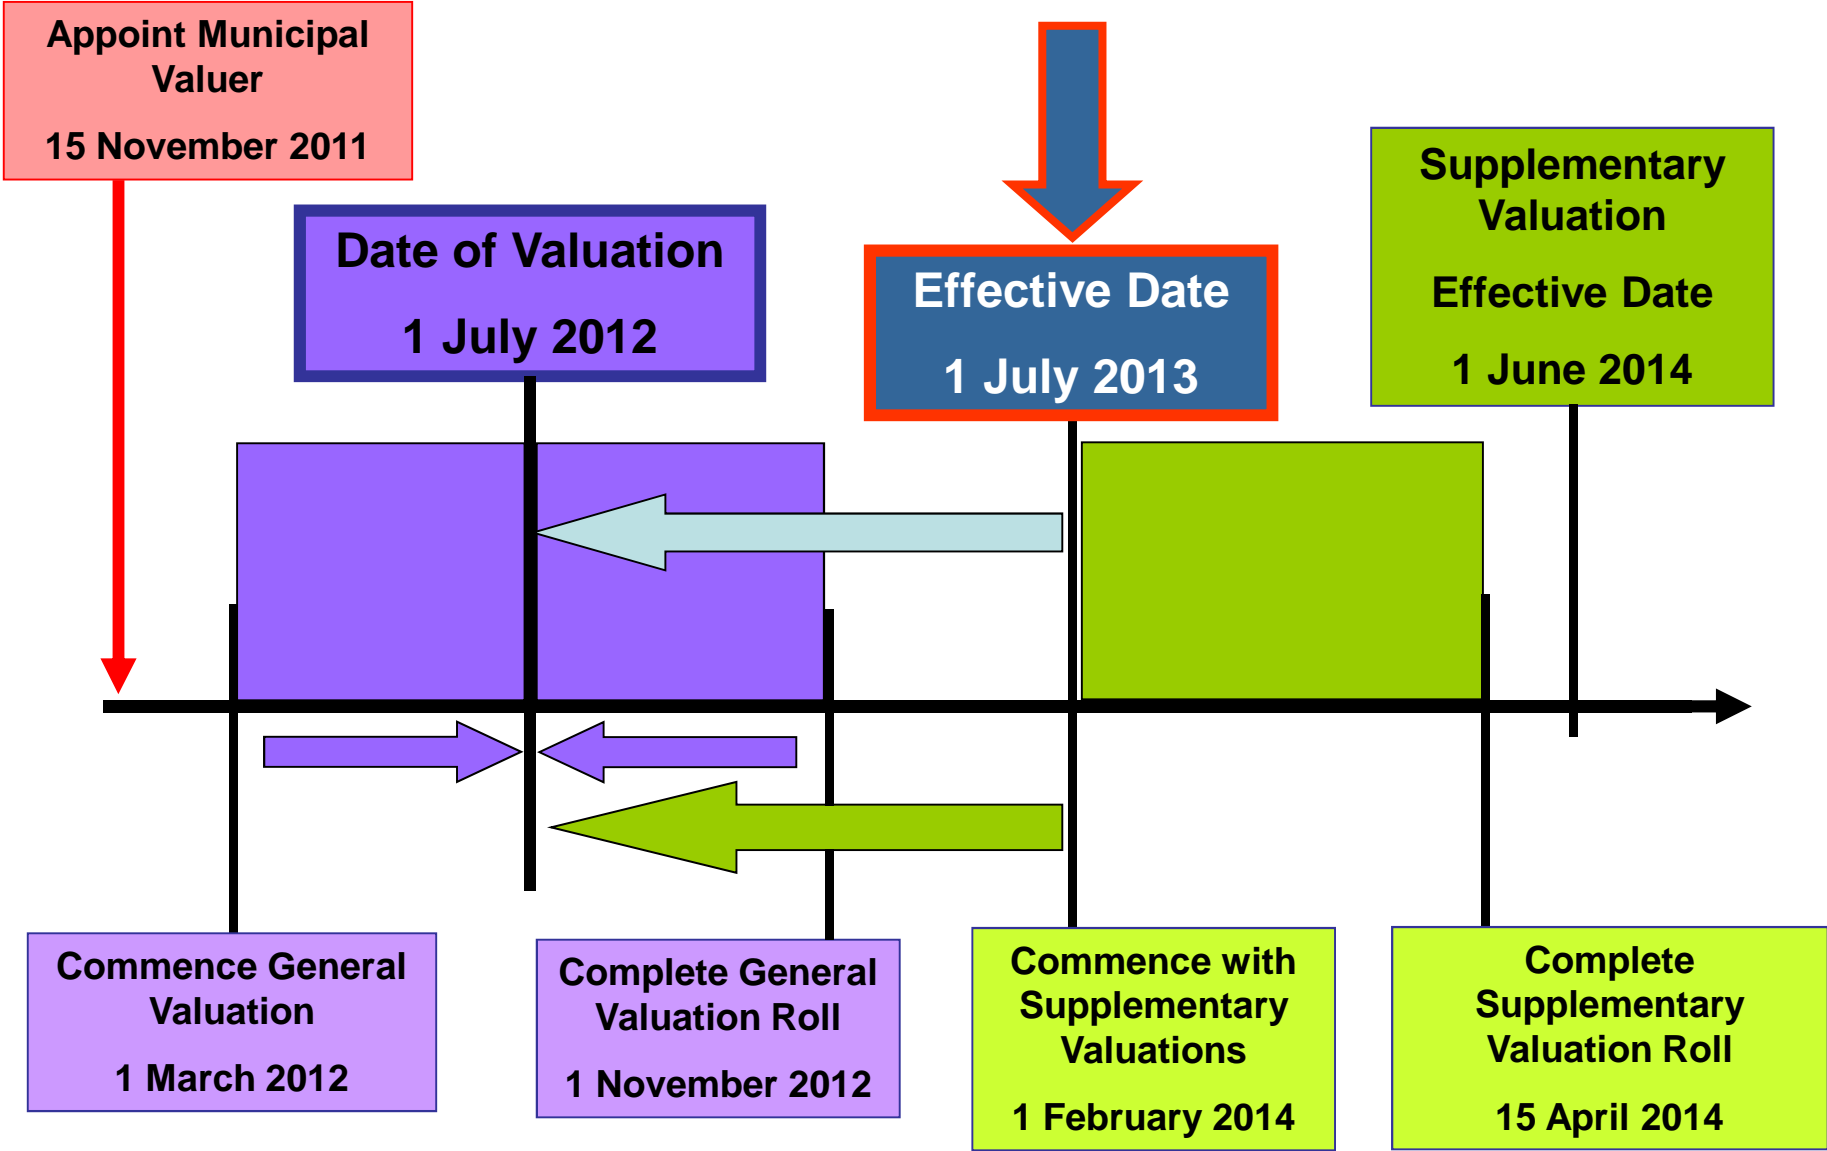 Appoint Municipal
Valuer
15 November 2011
Date of Valuation
1 July 2012
Effective Date
1 July 2013
Supplementary
Valuation
Effective Date
1 June 2014
Commence General
Valuation
1 March 2012
Complete General
Valuation Roll
1 November 2012
Commence with
Supplementary
Valuations
1 February 2014
Complete
Supplementary
Valuation Roll
15 April 2014